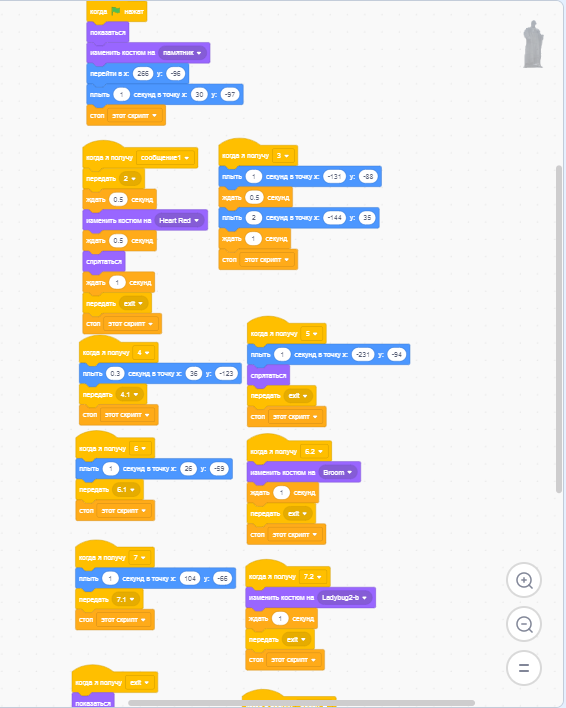 когда нажат
показаться
изменить костюм на памятник
перейти в x: 266 y: -96
плыть 1 секунд в точку x: 30 y: -97
стоп этот скрипт
когда я получу сообщение1
передать 2
ждать 0.5 секунд
изменить костюм на Heart Red
ждать 0.5 секунд
спрятаться
ждать 1 секунд
передать exit
стоп этот скрипт
когда я получу 3
плыть 1 секунд в точку x: -131 y: -88
ждать 0.5 секунд
плыть 2 секунд в точку x: -144 y: 35
ждать 1 секунд
стоп этот скрипт
когда я получу 4
плыть 0.3 секунд в точку x: 36 y: -123
передать 4.1
стоп этот скрипт
когда я получу 5
плыть 1 секунд в точку x: -231 y: -94
спрятаться
передать exit
стоп этот скрипт
когда я получу 6
плыть 1 секунд в точку x: 26 y: -59
передать 6.1
стоп этот скрипт
когда я получу 6.2
изменить костюм на Broom
ждать 1 секунд
передать exit
стоп этот скрипт
когда я получу 7
плыть 1 секунд в точку x: 104 y: -66
передать 7.1
стоп этот скрипт
когда я получу 7.2
изменить костюм на Ladybug2-b
ждать 1 секунд
передать exit
стоп этот скрипт
когда я получу exit
показаться